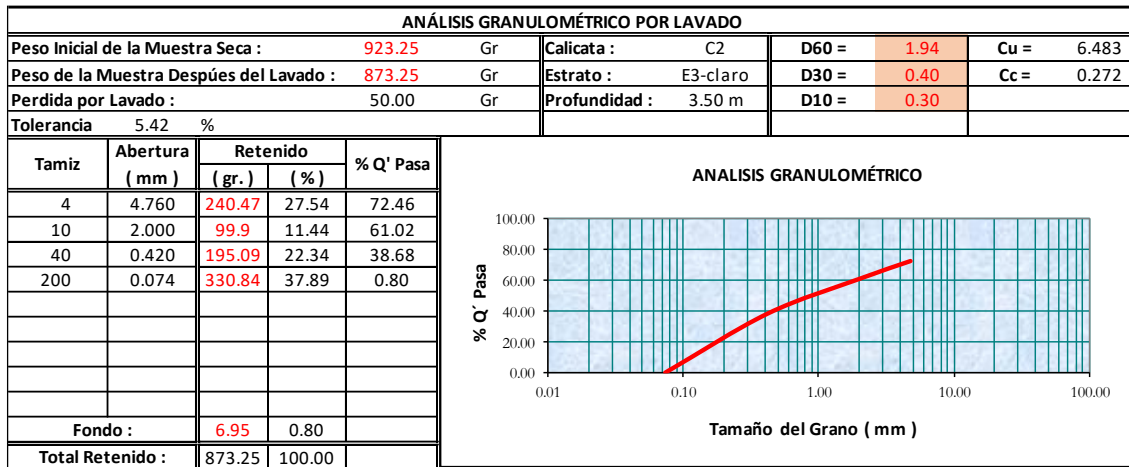 ANÁLISIS GRANULOMÉTRICO POR LAVADO
Peso Inicial de la Muestra Seca : 923.25 Gr Calicata : C2 D60 = 1.94 Cu = 6.483
Peso de la Muestra Despúes del Lavado : 873.25 Gr Estrato : E3-claro D30 = 0.40 Cc = 0.272
Perdida por Lavado : 50.00 Gr Profundidad : 3.50 m D10 = 0.30
Tolerancia 5.42 %
Tamiz Abertura Retenido % Q' Pasa
( mm ) ( gr. ) ( % )
4 4.760 240.47 27.54 72.46
10 2.000 99.9 11.44 61.02
40 0.420 195.09 22.34 38.68
200 0.074 330.84 37.89 0.80
Fondo : 6.95 0.80
Total Retenido : 873.25 100.00
ANALISIS GRANULOMÉTRICO
% Q´ Pasa
100.00
80.00
60.00
40.00
20.00
0.00
0.01 0.10 1.00 10.00 100.00
Tamaño del Grano ( mm )